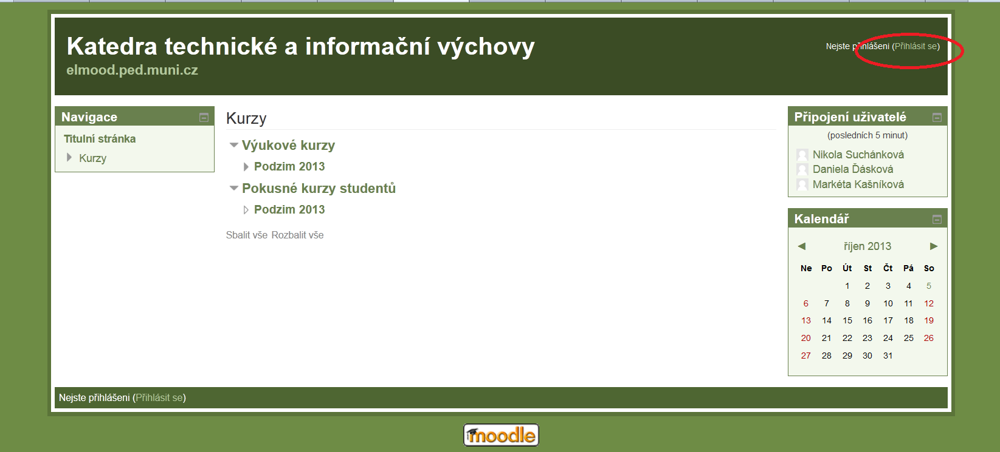 Katedra technické a informační výchovy
elmood.ped.muni.cz
Nejste přihlášeni (Přihlásit se)
Navigace
Titulní stránka
Kurzy
Kurzy
Výukové kurzy
Podzim 2013
Pokusné kurzy studentů
Podzim 2013
Sbalit vše Rozbalit vše
Připojení uživatelé
(posledních 5 minut)
Nikola Suchánková
Daniela Ďásková
Markéta Kašníková
Kalendář
říjen 2013
Ne Po Út St Čt Pá So
1 2 3 4 5
6 7 8 9 10 11 12
13 14 15 16 17 18 19
20 21 22 23 24 25 26
27 28 29 30 31
Nejste přihlášeni (Přihlásit se)
moodle